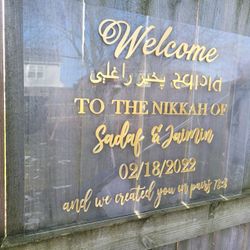 Welcome
پخیر راغلی
TO THE NIKKAH OF
Sadaf & Jaimin
02/18/2022
and we created you in pairs 78:8